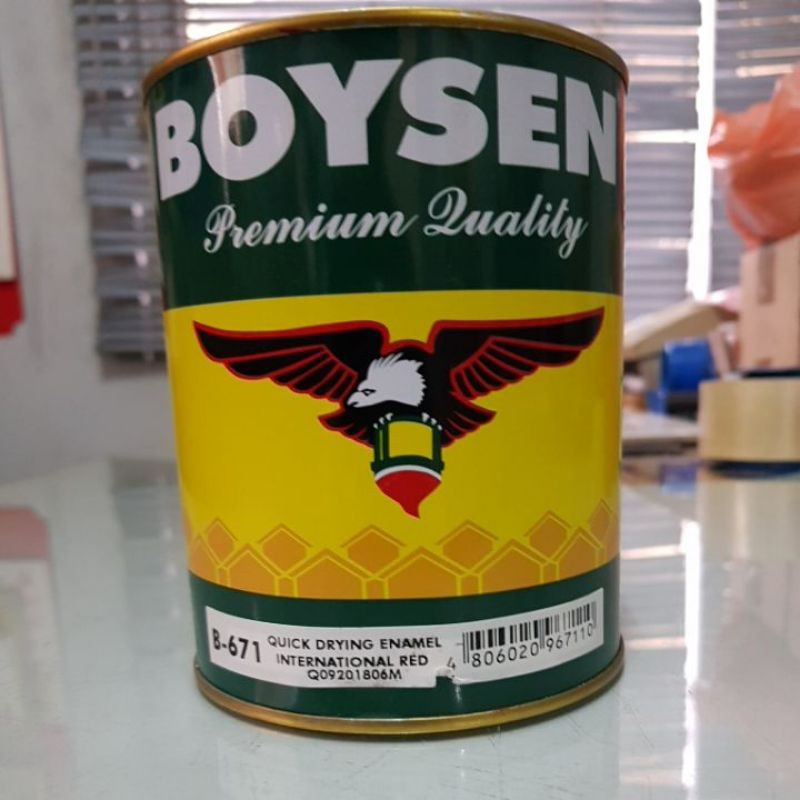 BOYSEN
Premium Quality
B-671 QUICK DRYING ENAMEL
INTERNATIONAL RED
Q09201806M
4 806020 967110